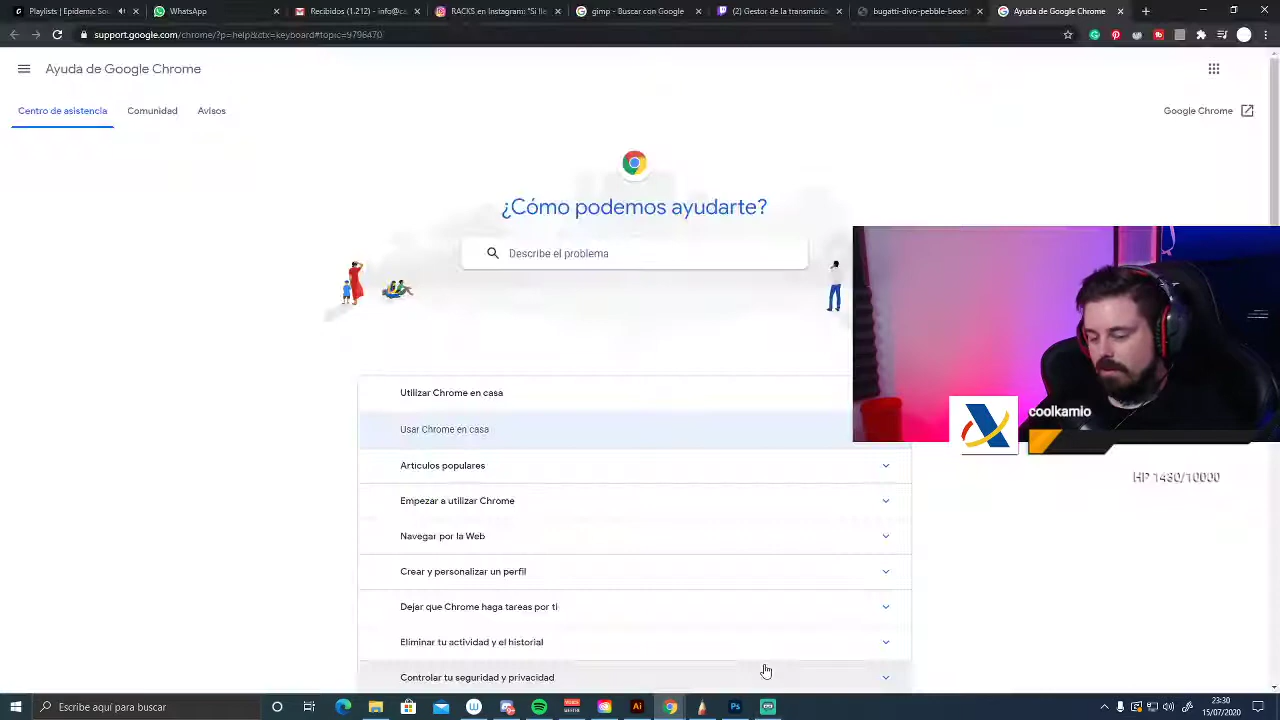 Playlists | Epidemic Sou
WhatsApp
Recibidos (1.212) - info@ca
RACKS en Instagram: "Si lle
gimp - Buscar con Google
(2) Gestor de la transmisión
bugatti-divo-pebble-beach
Ayuda de Google Chrome
support.google.com/chrome/?p=help&ctx=keyboard#topic=9796470
Ayuda de Google Chrome
Centro de asistencia
Comunidad
Avisos
Google Chrome
¿Cómo podemos ayudarte?
Describe el problema
Utilizar Chrome en casa
Usar Chrome en casa
coolkamio
Artículos populares
HP 1430/10000
Empezar a utilizar Chrome
Navegar por la Web
Crear y personalizar un perfil
Dejar que Chrome haga tareas por ti
Eliminar tu actividad y el historial
Controlar tu seguridad y privacidad
Escribe aquí para buscar
Ai
Ps
23:30
15/07/2020